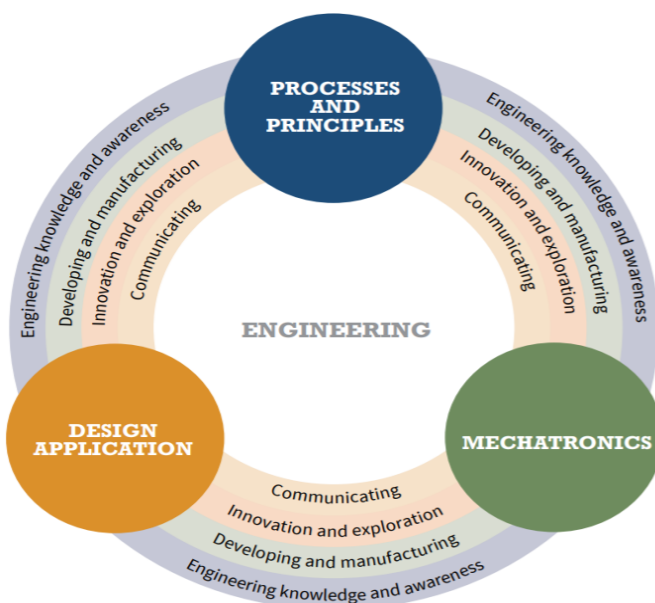 PROCESSES
AND
PRINCIPLES
Engineering knowledge and awareness
Developing and manufacturing
Innovation and exploration
Communicating
Engineering knowledge and awareness
Developing and manufacturing
Innovation and exploration
Communicating
ENGINEERING
DESIGN
APPLICATION
MECHATRONICS
Communicating
Innovation and exploration
Developing and manufacturing
Engineering knowledge and awareness